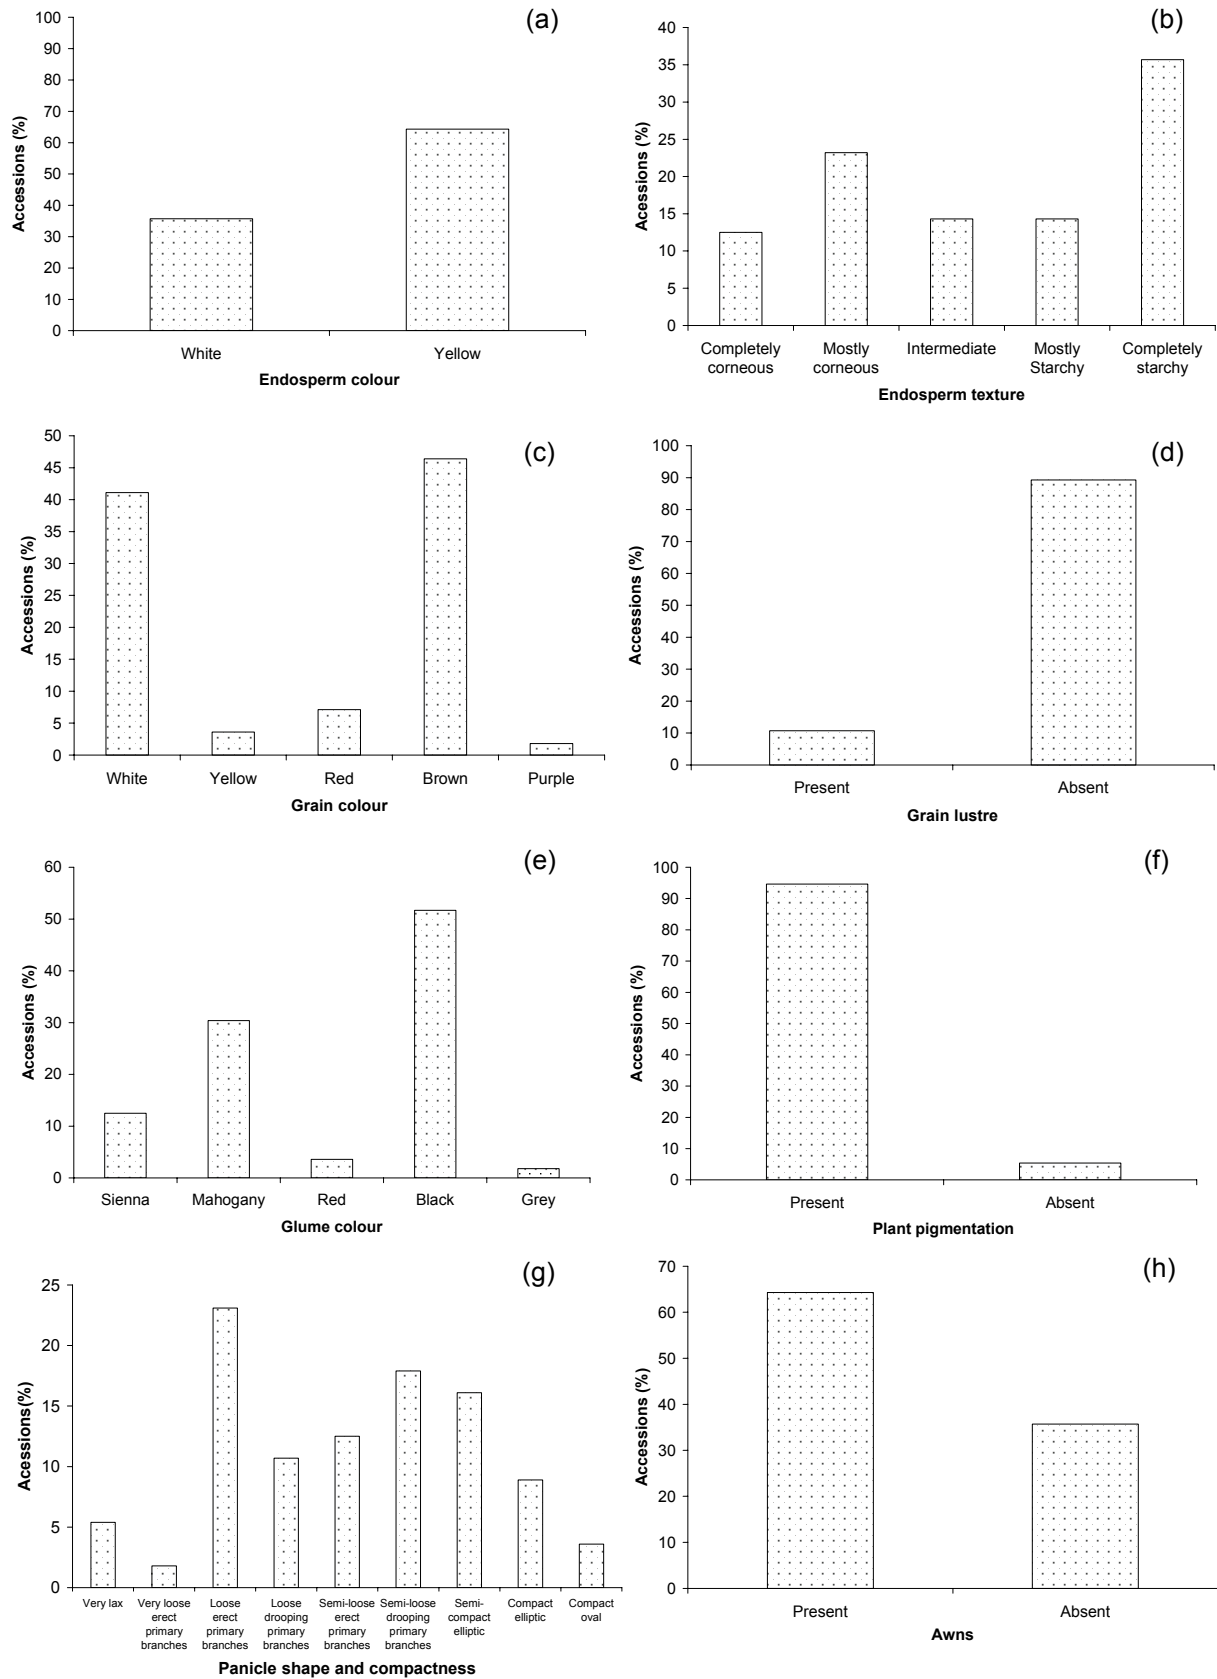 (a)
100
90
80
70
60
50
40
30
20
10
0
Accessions (%)
White Yellow
Endosperm colour
(b)
40
35
30
25
20
15
10
5
0
Acessions (%)
Completely corneous
Mostly corneous
Intermediate
Mostly Starchy
Completely starchy
Endosperm texture
(c)
50
45
40
35
30
25
20
15
10
5
0
Accessions (%)
White Yellow Red Brown Purple
Grain colour
(d)
100
90
80
70
60
50
40
30
20
10
0
Accessions (%)
Present Absent
Grain lustre
(e)
60
50
40
30
20
10
0
Accessions (%)
Sienna Mahogany Red Black Grey
Glume colour
(f)
100
90
80
70
60
50
40
30
20
10
0
Accessions (%)
Present Absent
Plant pigmentation
(g)
25
20
15
10
5
0
Acessions(%)
Very lax
Very loose
erect
primary
branches
Loose
erect
primary
branches
Loose
drooping
primary
branches
Semi-loose
erect
primary
branches
Semi-loose
drooping
primary
branches
Semi-
compact
elliptic
Compact
elliptic
Compact
oval
Panicle shape and compactness
(h)
70
60
50
40
30
20
10
0
Accessions (%)
Present Absent
Awns